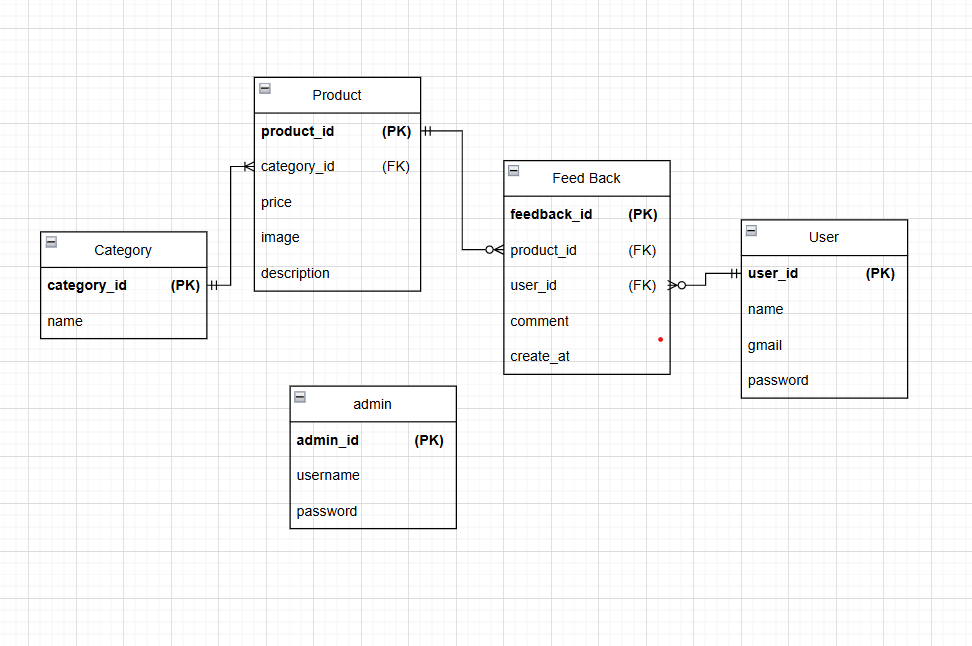 Product
product_id (PK)
category_id (FK)
price
image
description
Category
category_id (PK)
name
Feed Back
feedback_id (PK)
product_id (FK)
user_id (FK)
comment
create_at
User
user_id (PK)
name
gmail
password
admin
admin_id (PK)
username
password